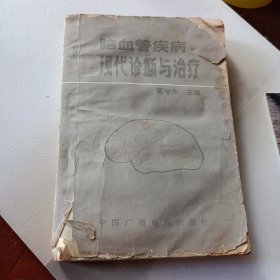 脑血管疾病
现代诊断与治疗
主编
中国广播电视出版社